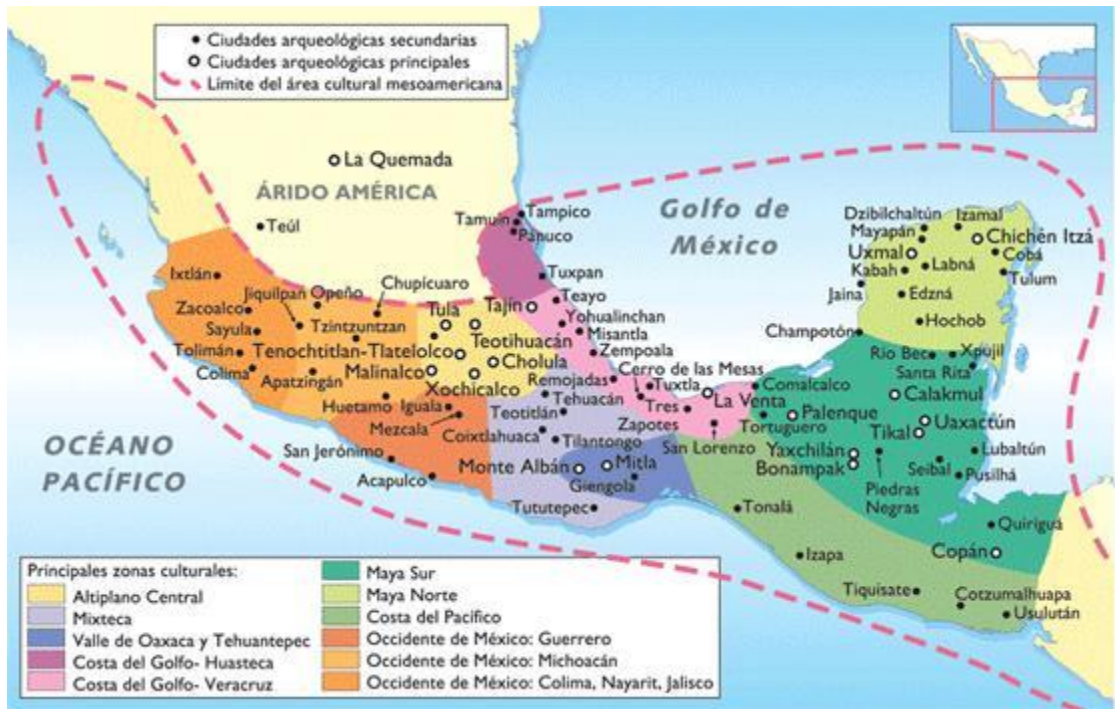 Ciudades arqueológicas secundarias
Ciudades arqueológicas principales
Límite del área cultural mesoamericana
La Quemada
ÁRIDO AMÉRICA
Teúl
Golfo de
México
Tamuín
Tampico
Pánuco
Tuxpan
Dzibilchaltún
Izamal
Mayapán
Chichén Itzá
Uxmal
Cobá
Kabah
Labná
Tulum
Jaina
Edzná
Hochob
Champotón
Ixtlán
Jiquilpan
Opeño
Chupícuaro
Zacoalco
Tzintzuntzan
Sayula
Tolimán
Colima
Apatzingán
Tula
Tajín
Teayo
Yohualinchan
Misantla
Teotihuacán
Tenochtitlan-Tlatelolco
Zempoala
Cholula
Malinalco
Xochicalco
Cerro de las Mesas
Remojadas
Tuxtla
Comalcalco
Río Bec
Xpujil
Santa Rita
Calakmul
Huetamo
Iguala
Tehuacán
Teotitlán
Tres
Zapotes
La Venta
Palenque
Tortuguero
Uaxactún
Tikal
Mezcala
Coixtlahuaca
Tilantongo
San Lorenzo
Yaxchilán
Bonampak
Lubaltún
Seibal
Pusilhá
Piedras
Negras
OCÉANO
PACÍFICO
San Jerónimo
Acapulco
Monte Albán
Mitla
Giengola
Tututepec
Tonalá
Quiriguá
Copán
Izapa
Tiquisate
Cotzumalhuapa
Usulután
Principales zonas culturales:
Altiplano Central
Mixteca
Valle de Oaxaca y Tehuantepec
Costa del Golfo- Huasteca
Costa del Golfo- Veracruz
Maya Sur
Maya Norte
Costa del Pacífico
Occidente de México: Guerrero
Occidente de México: Michoacán
Occidente de México: Colima, Nayarit, Jalisco